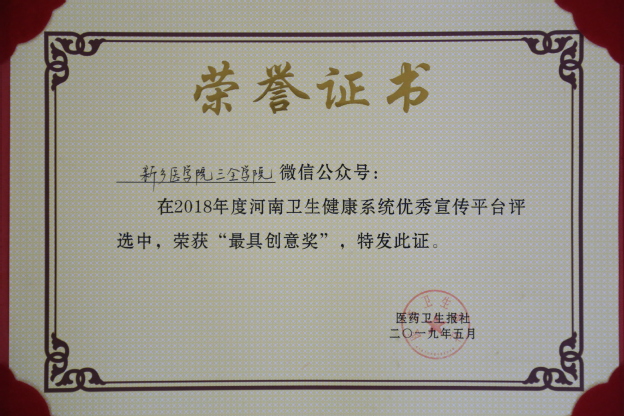 荣誉证书
新乡医学院三全学院 微信公众号：
在2018年度河南卫生健康系统优秀宣传平台评
选中，荣获“最具创意奖”，特发此证。
医药卫生报社
二〇一九年五月